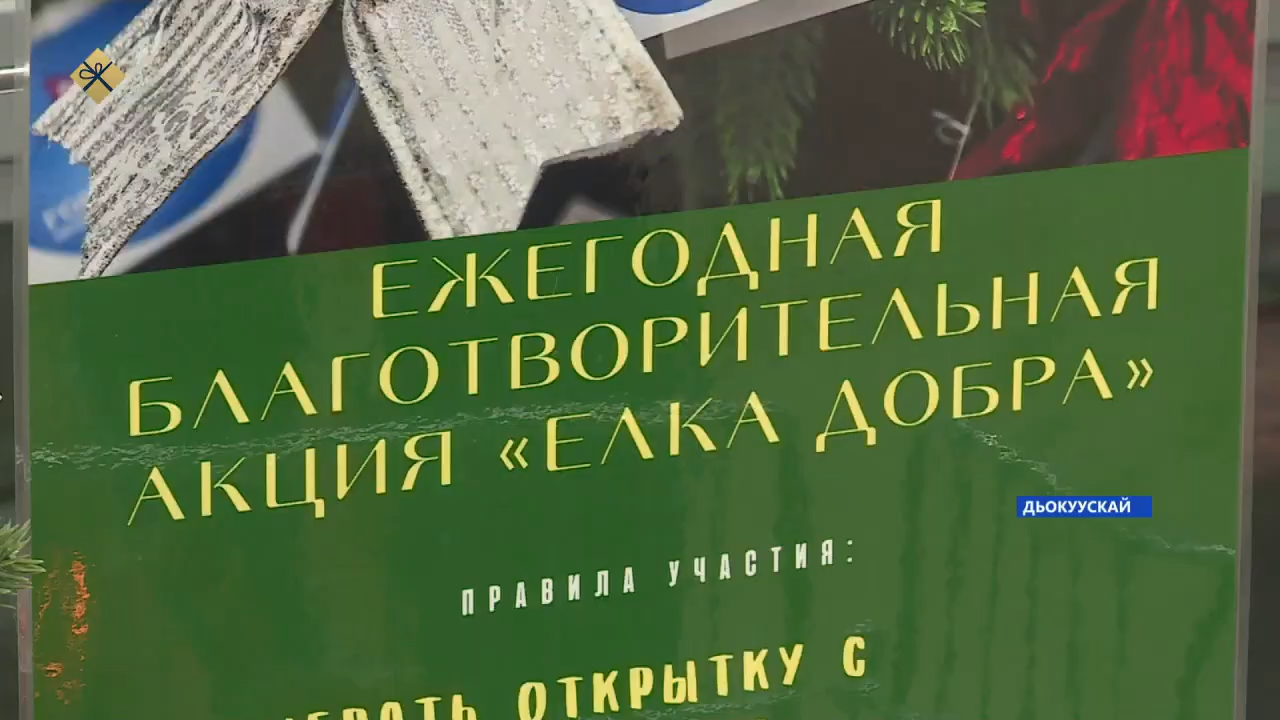 ЕЖЕГОДНАЯ
БЛАГОТВОРИТЕЛЬНАЯ
АКЦИЯ «ЕЛКА ДОБРА»
ДЬОКУУСКАЙ
ПРАВИЛА УЧАСТИЯ:
ОТКРЫТКУ С